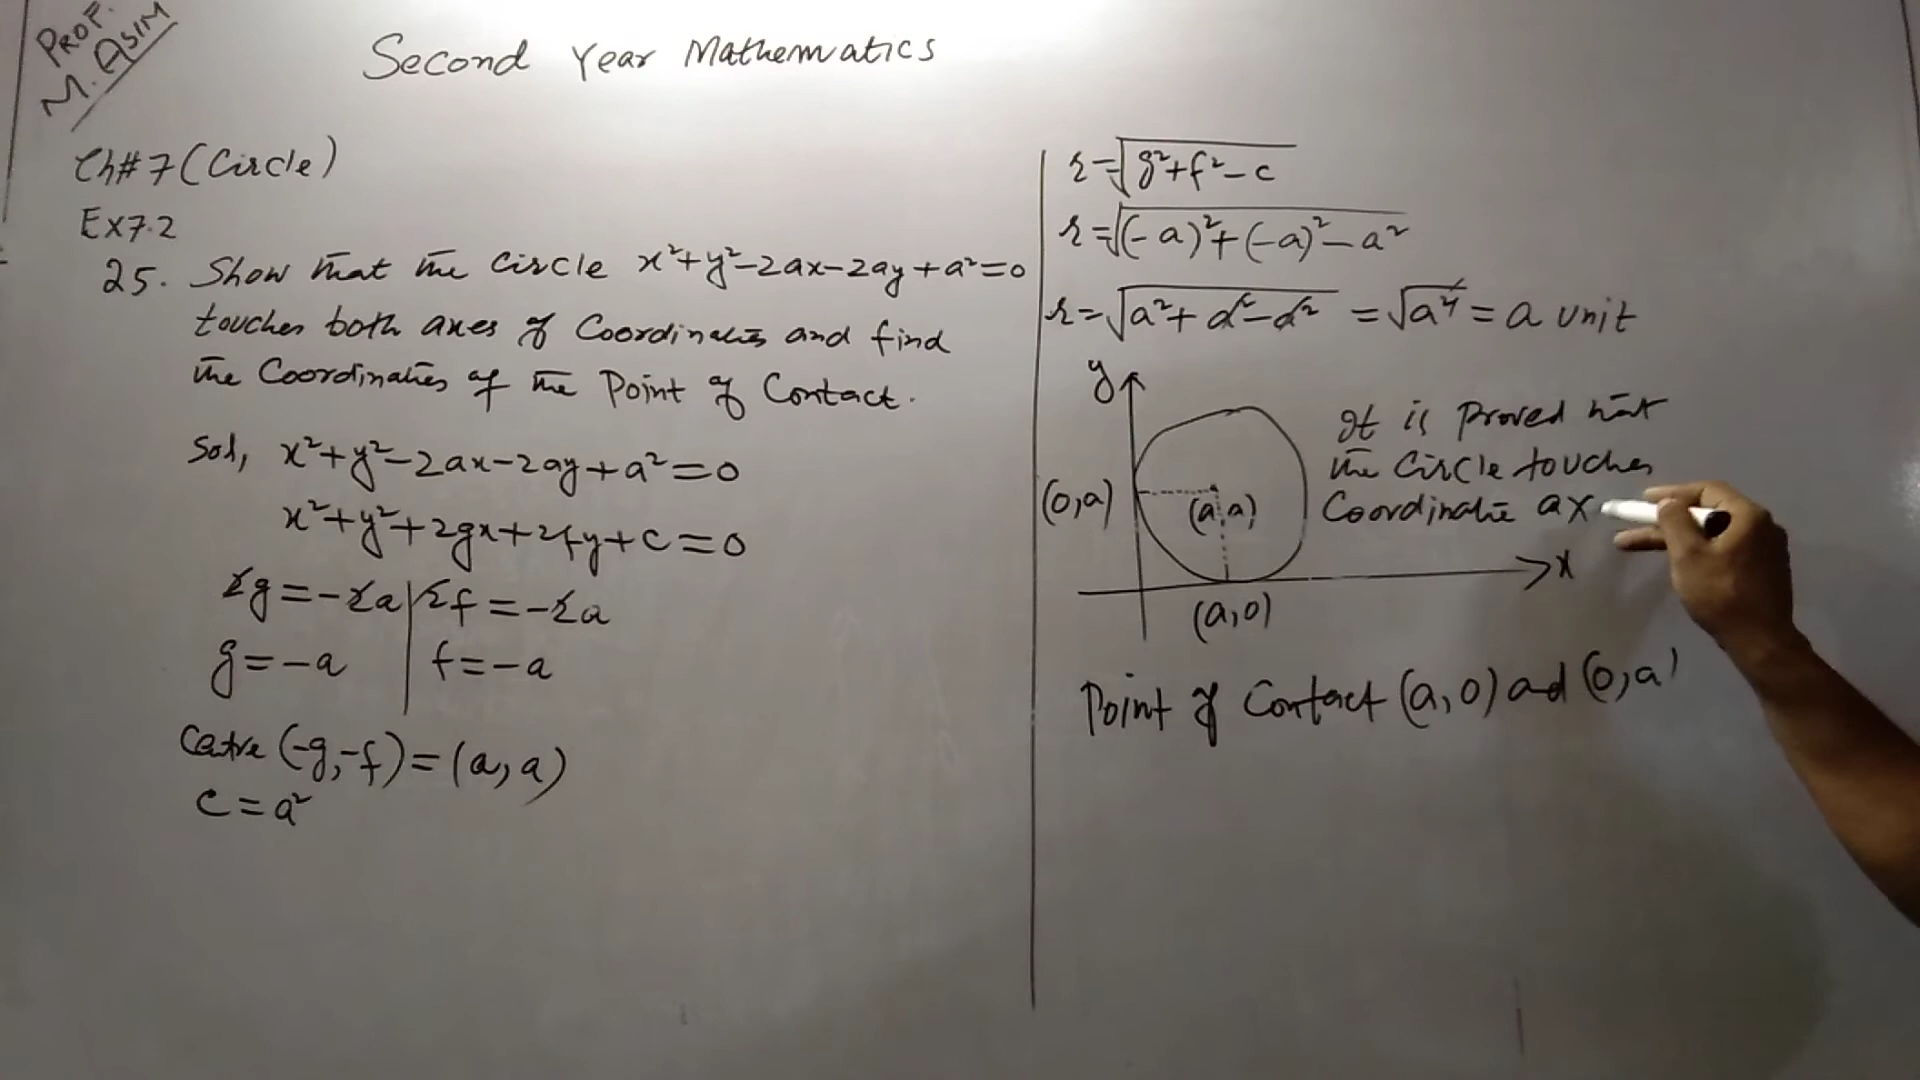 PROF.
M. ASIM
Second Year Mathematics
Ch# 7 (Circle)
Ex7.2
25. Show that the circle x²+y²-2ax-2ay+a²=0
touches both axes of Coordinates and find
the Coordinates of the Point of Contact.
Sol, x²+y²-2ax-2ay+a²=0
x²+y²+2gx+2fy+c=0
2g=-2a | 2f=-2a
g=-a | f=-a
Centre (-g,-f)=(a,a)
c=a²
r=√g²+f²-c
r=√(-a)²+(-a)²-a²
r=√a²+a²-a² =√a² = a unit
y
It is Proved that
the Circle touches
Coordinate ax
(0,a)
(a,a)
x
(a,0)
Point of Contact (a,0) and (0,a)